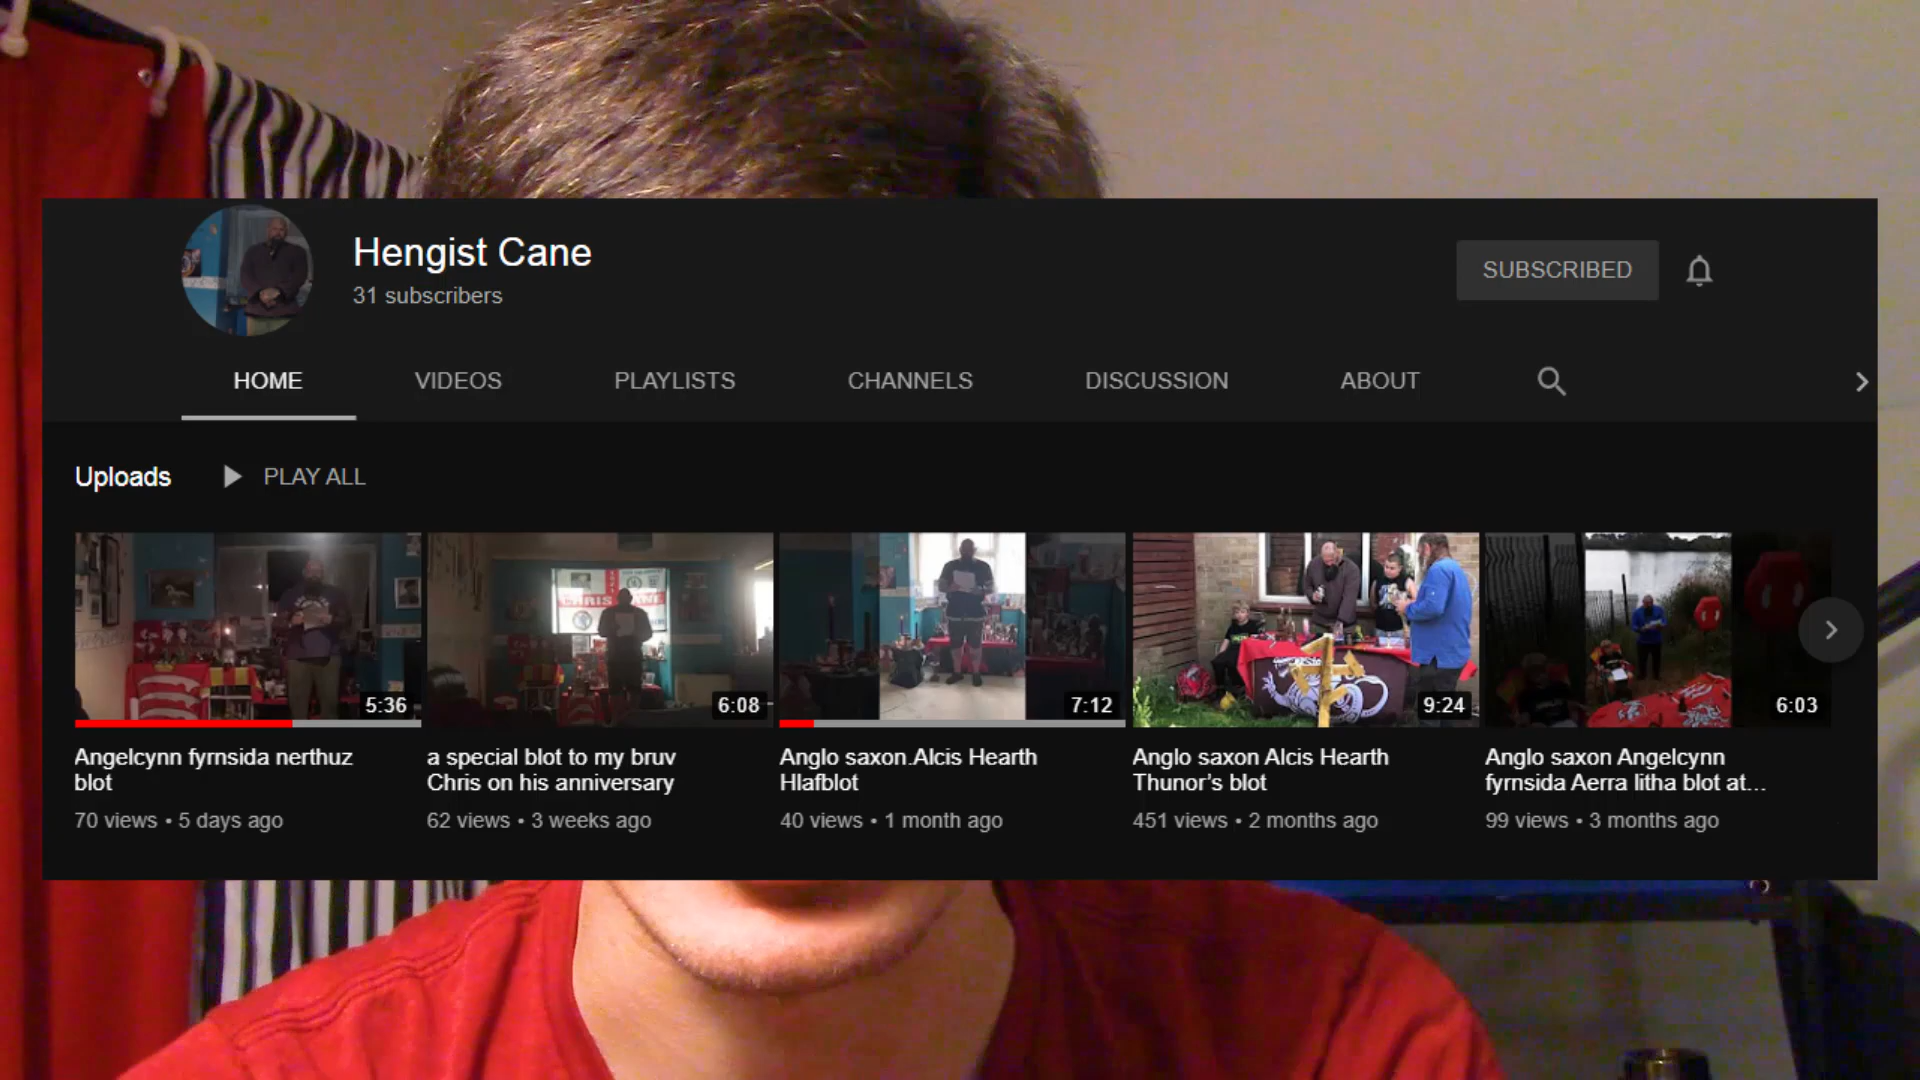 Hengist Cane
31 subscribers
SUBSCRIBED
HOME
VIDEOS
PLAYLISTS
CHANNELS
DISCUSSION
ABOUT
Uploads
PLAY ALL
CHRIS CANE
5:36
6:08
7:12
9:24
6:03
Angelcynn fyrnsida nerthuz
blot
70 views • 5 days ago
a special blot to my bruv
Chris on his anniversary
62 views • 3 weeks ago
Anglo saxon.Alcis Hearth
Hlafblot
40 views • 1 month ago
Anglo saxon Alcis Hearth
Thunor’s blot
451 views • 2 months ago
Anglo saxon Angelcynn
fyrnsida Aerra litha blot at...
99 views • 3 months ago